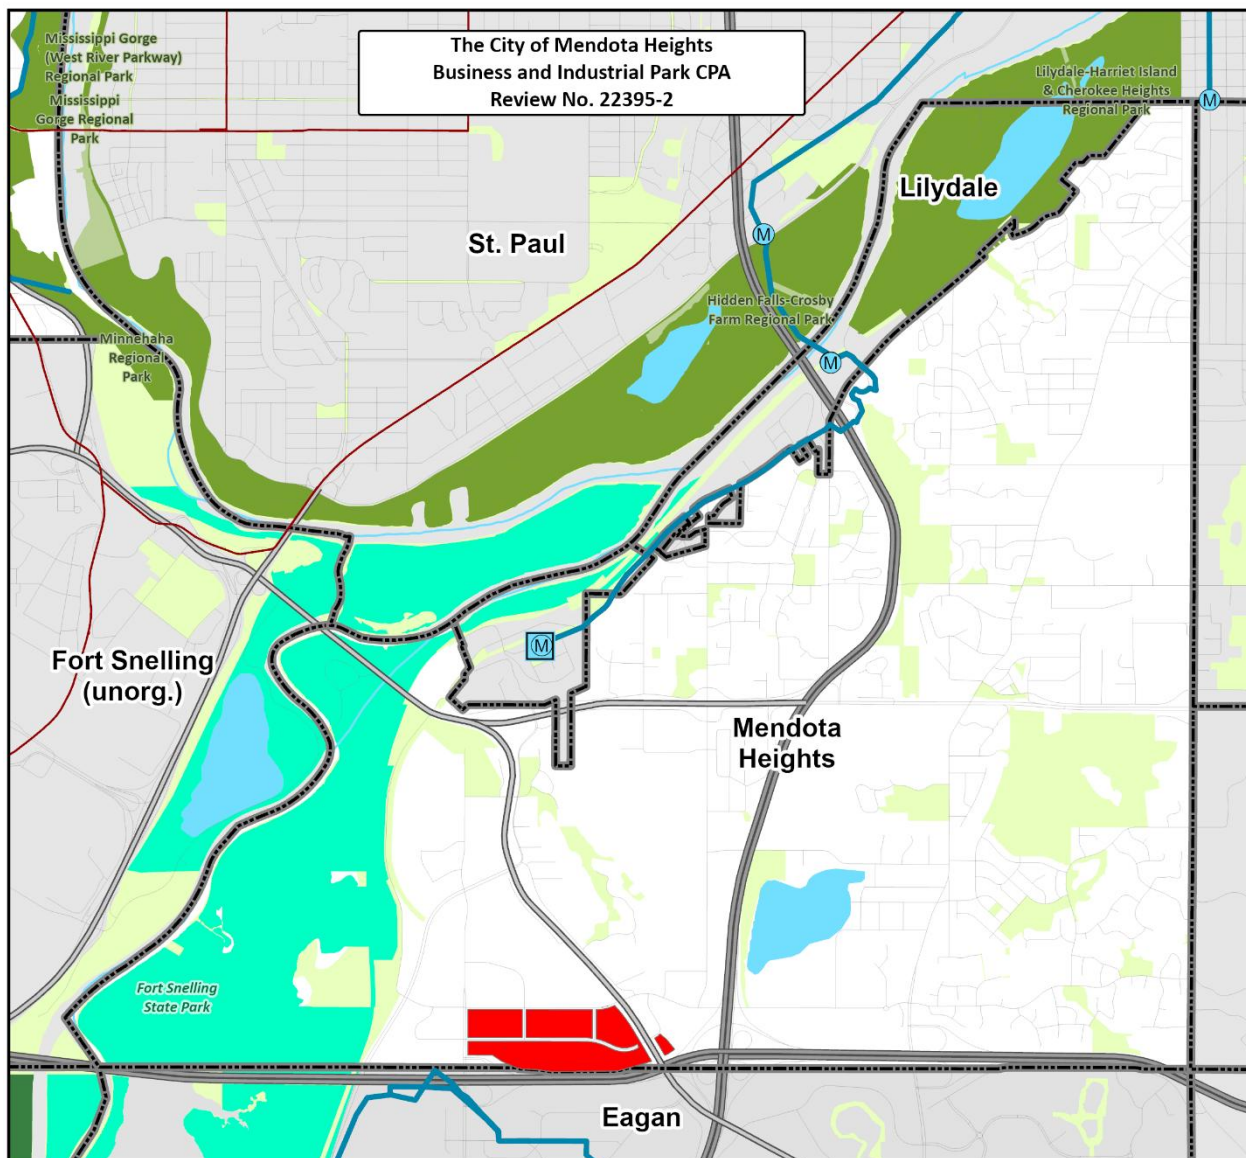 The City of Mendota Heights
Business and Industrial Park CPA
Review No. 22395-2
Mississippi Gorge
(West River Parkway)
Regional Park
Mississippi
Gorge Regional
Park
Lilydale-Harriet Island
& Cherokee Heights
Regional Park
M
Lilydale
St. Paul
M
Hidden Falls-Crosby
Farm Regional Park
Minnehaha
Regional
Park
M
M
Fort Snelling
(unorg.)
Mendota
Heights
Fort Snelling
State Park
Eagan